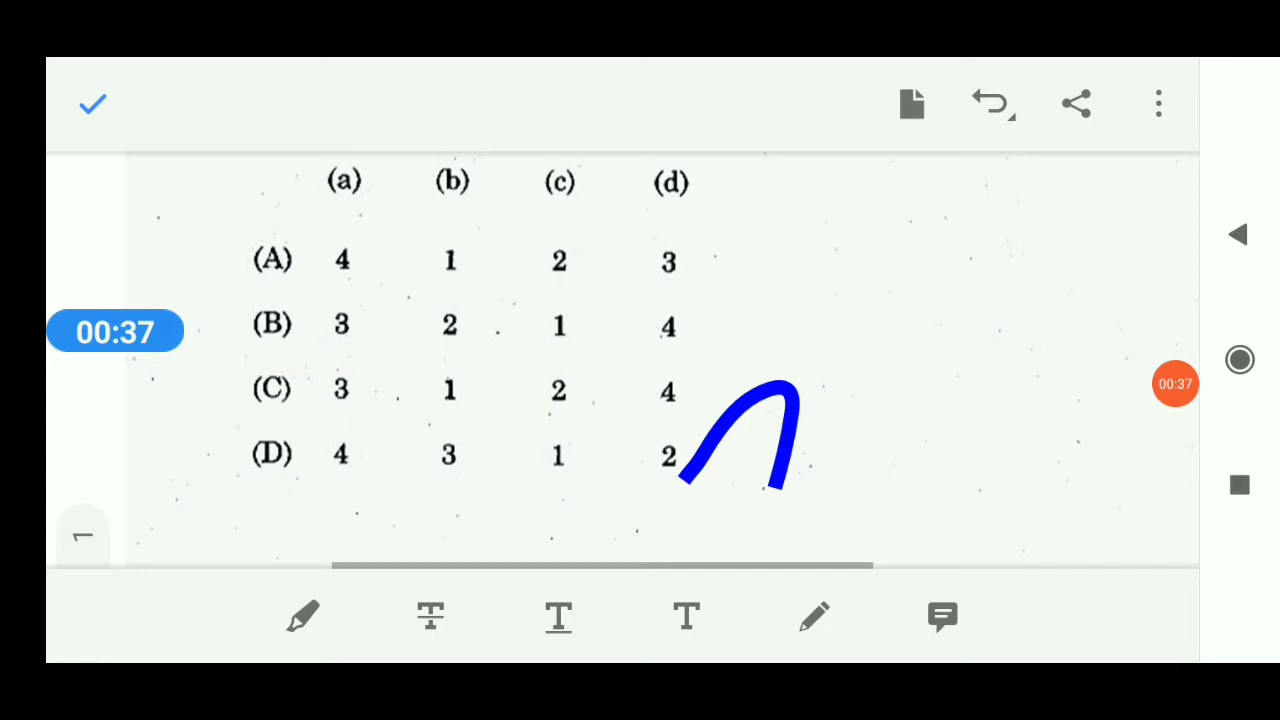 (a) (b) (c) (d)
(A) 4 1 2 3
(B) 3 2 1 4
(C) 3 1 2 4
(D) 4 3 1 2
00:37
00:37
1
T T T